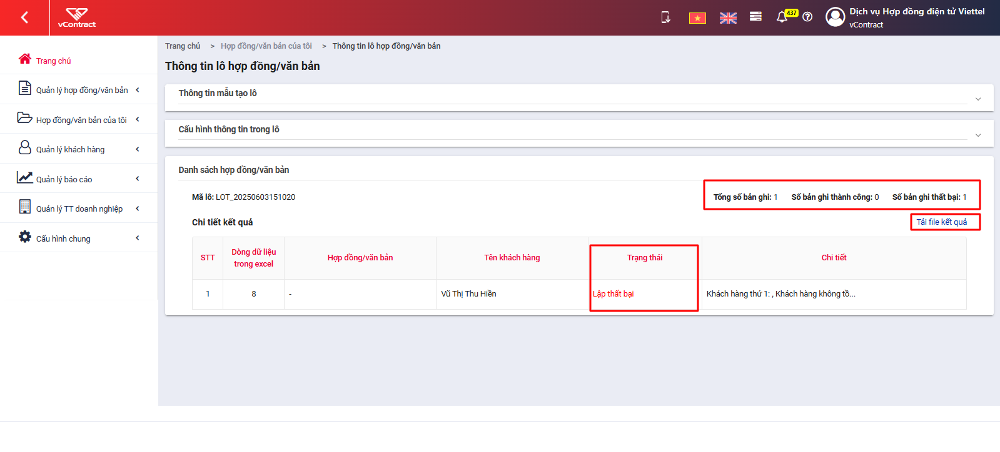 vContract
437
Dịch vụ Hợp đồng điện tử Viettel
vContract
Trang chủ
Quản lý hợp đồng/văn bản
Hợp đồng/văn bản của tôi
Quản lý khách hàng
Quản lý báo cáo
Quản lý TT doanh nghiệp
Cấu hình chung
Trang chủ > Hợp đồng/văn bản của tôi > Thông tin lô hợp đồng/văn bản
Thông tin lô hợp đồng/văn bản
Thông tin mẫu tạo lô
Cấu hình thông tin trong lô
Danh sách hợp đồng/văn bản
Mã lô: LOT_20250603151020
Tổng số bản ghi: 1 Số bản ghi thành công: 0 Số bản ghi thất bại: 1
Chi tiết kết quả
Tải file kết quả
STT Dòng dữ liệu trong excel Hợp đồng/văn bản Tên khách hàng Trạng thái Chi tiết
1 8 - Vũ Thị Thu Hiền Lập thất bại Khách hàng thứ 1: , Khách hàng không tồ...